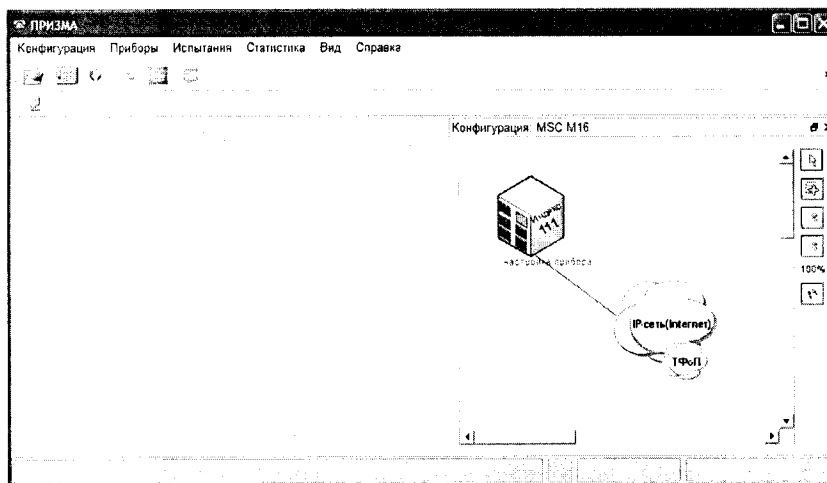 ПРИЗМА
Конфигурация Приборы Испытания Статистика Вид Справка
Конфигурация: MSC M16
111
настройка прибора
100%
IP-сеть(Internet)
ТФоП